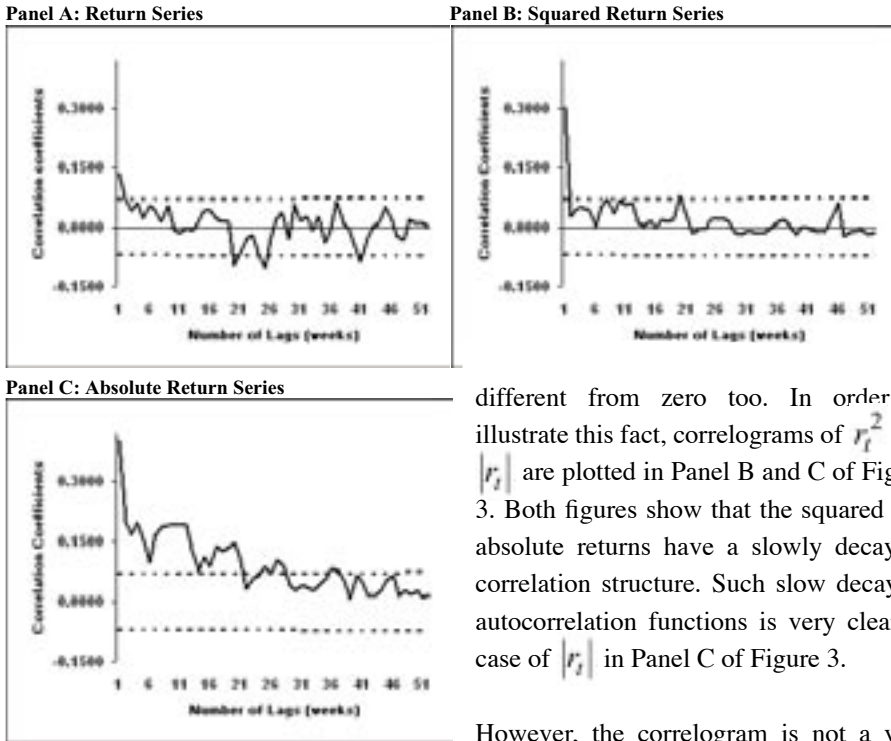 Panel A: Return Series
Panel B: Squared Return Series
Correlation coefficients
0.3000
0.1500
0.0000
-0.1500
1 6 11 16 21 26 31 36 41 46 51
Number of Lags (weeks)
Correlation Coefficients
0.3000
0.1500
0.0000
-0.1500
1 6 11 16 21 26 31 36 41 46 51
Number of Lags (weeks)
Panel C: Absolute Return Series
Correlation Coefficients
0.3000
0.1500
0.0000
-0.1500
1 6 11 16 21 26 31 36 41 46 51
Number of Lags (weeks)
different from zero too. In order
illustrate this fact, correlograms of r_t^2
|r_t| are plotted in Panel B and C of Fig
3. Both figures show that the squared
absolute returns have a slowly decay
correlation structure. Such slow decay
autocorrelation functions is very clear
case of |r_t| in Panel C of Figure 3.
However, the correlogram is not a v